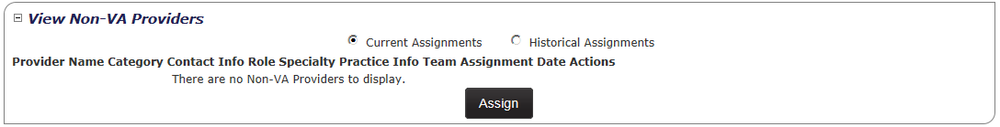 View Non-VA Providers
Current Assignments Historical Assignments
Provider Name Category Contact Info Role Specialty Practice Info Team Assignment Date Actions
There are no Non-VA Providers to display.
Assign